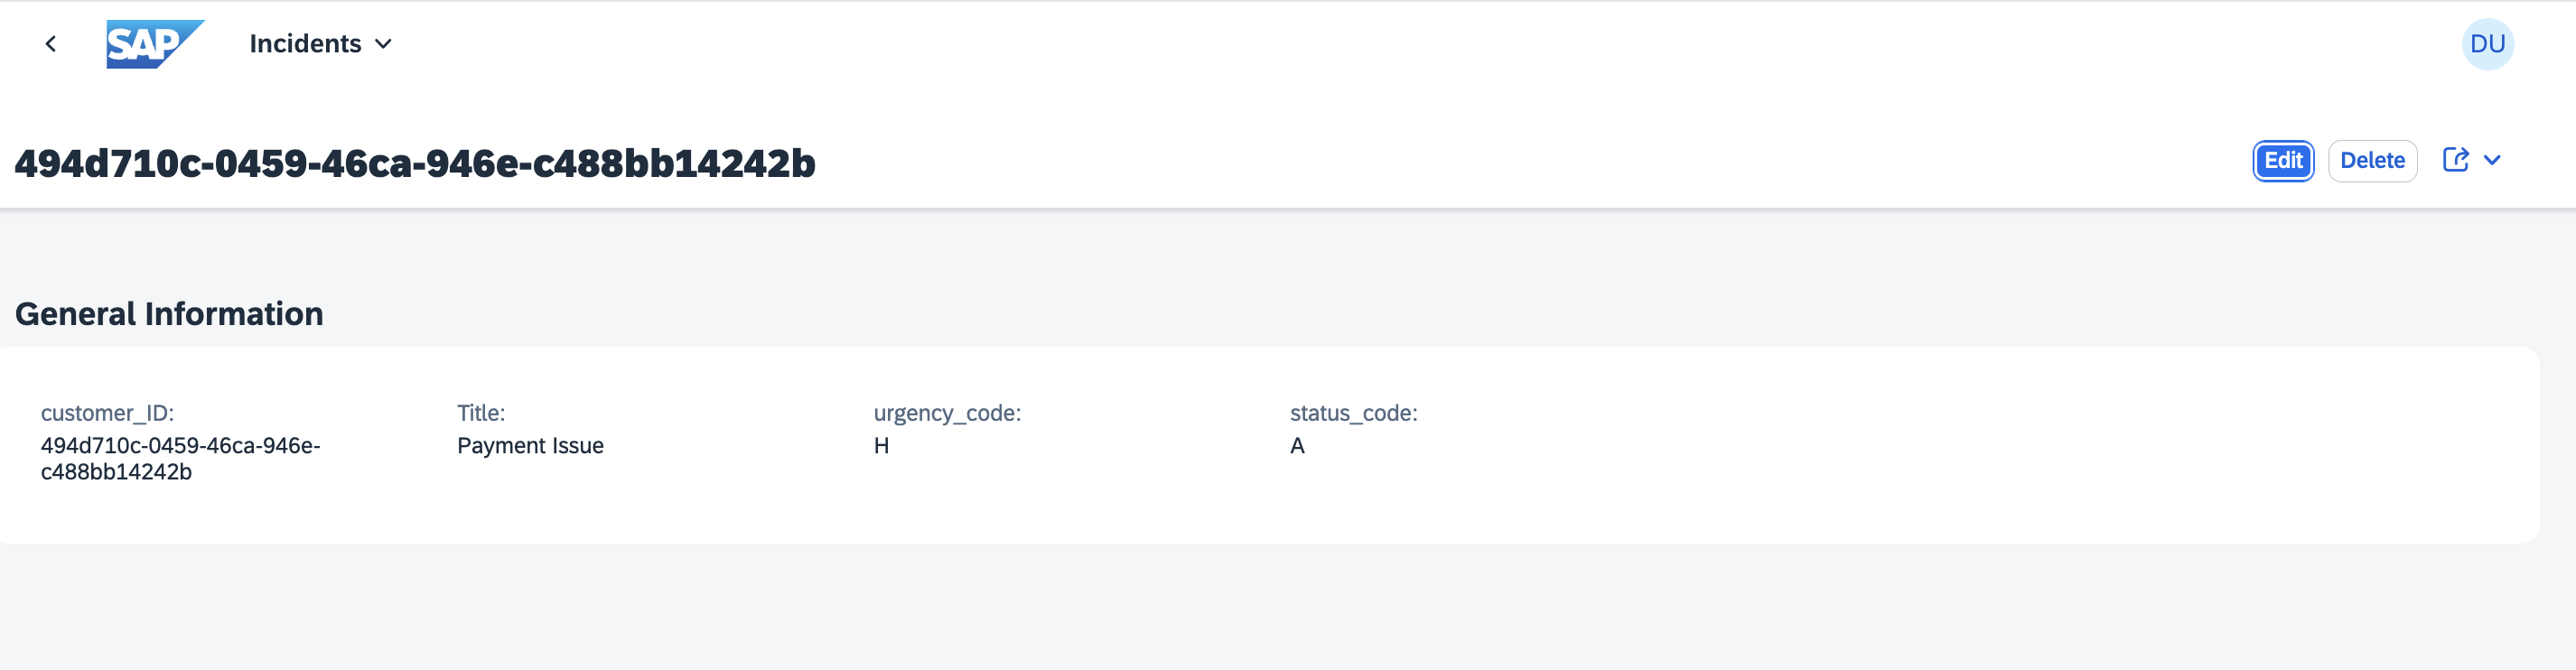 SAP
Incidents
DU
494d710c-0459-46ca-946e-c488bb14242b
Edit
Delete
General Information
customer_ID:
494d710c-0459-46ca-946e-
c488bb14242b
Title:
Payment Issue
urgency_code:
H
status_code:
A